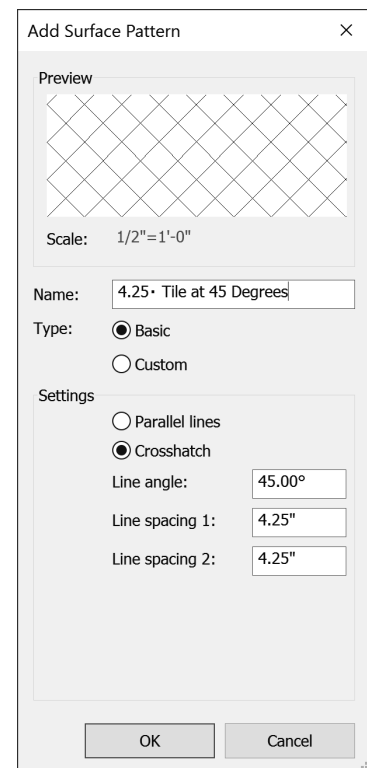 Add Surface Pattern
Preview
Scale: 1/2"=1'-0"
Name: 4.25· Tile at 45 Degrees
Type: Basic
Custom
Settings
Parallel lines
Crosshatch
Line angle: 45.00°
Line spacing 1: 4.25"
Line spacing 2: 4.25"
OK Cancel